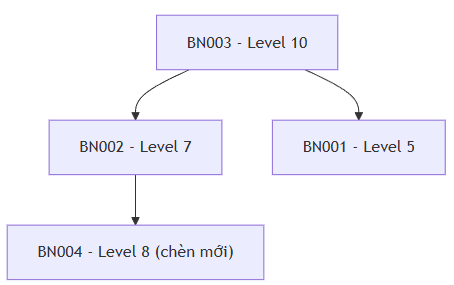 BN003 - Level 10
BN002 - Level 7
BN001 - Level 5
BN004 - Level 8 (chèn mới)